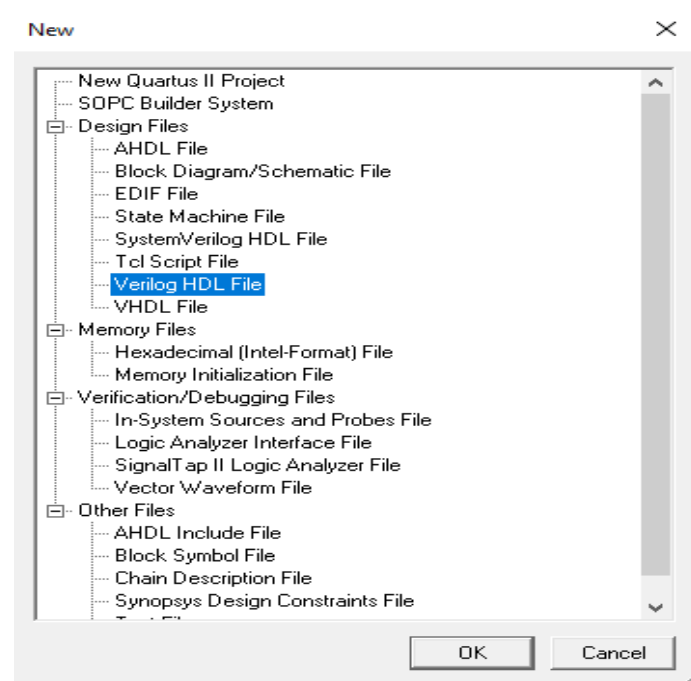 New
New Quartus II Project
SOPC Builder System
Design Files
AHDL File
Block Diagram/Schematic File
EDIF File
State Machine File
SystemVerilog HDL File
Tcl Script File
Verilog HDL File
VHDL File
Memory Files
Hexadecimal (Intel-Format) File
Memory Initialization File
Verification/Debugging Files
In-System Sources and Probes File
Logic Analyzer Interface File
SignalTap II Logic Analyzer File
Vector Waveform File
Other Files
AHDL Include File
Block Symbol File
Chain Description File
Synopsys Design Constraints File
OK Cancel